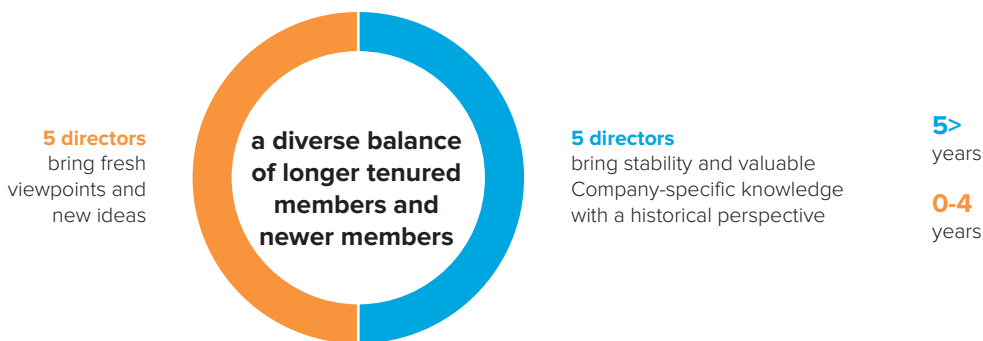 5 directors
bring fresh
viewpoints and
new ideas
a diverse balance
of longer tenured
members and
newer members
5 directors
bring stability and valuable
Company-specific knowledge
with a historical perspective
5>
years
0-4
years